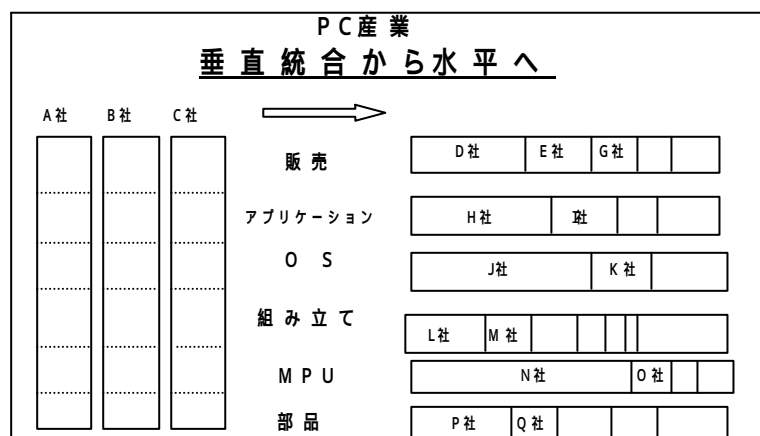 PC産業
垂直統合から水平へ
A社 B社 C社
販売 D社 E社 G社
アプリケーション H社 I社
OS J社 K社
組み立て L社 M社
MPU N社 O社
部品 P社 Q社